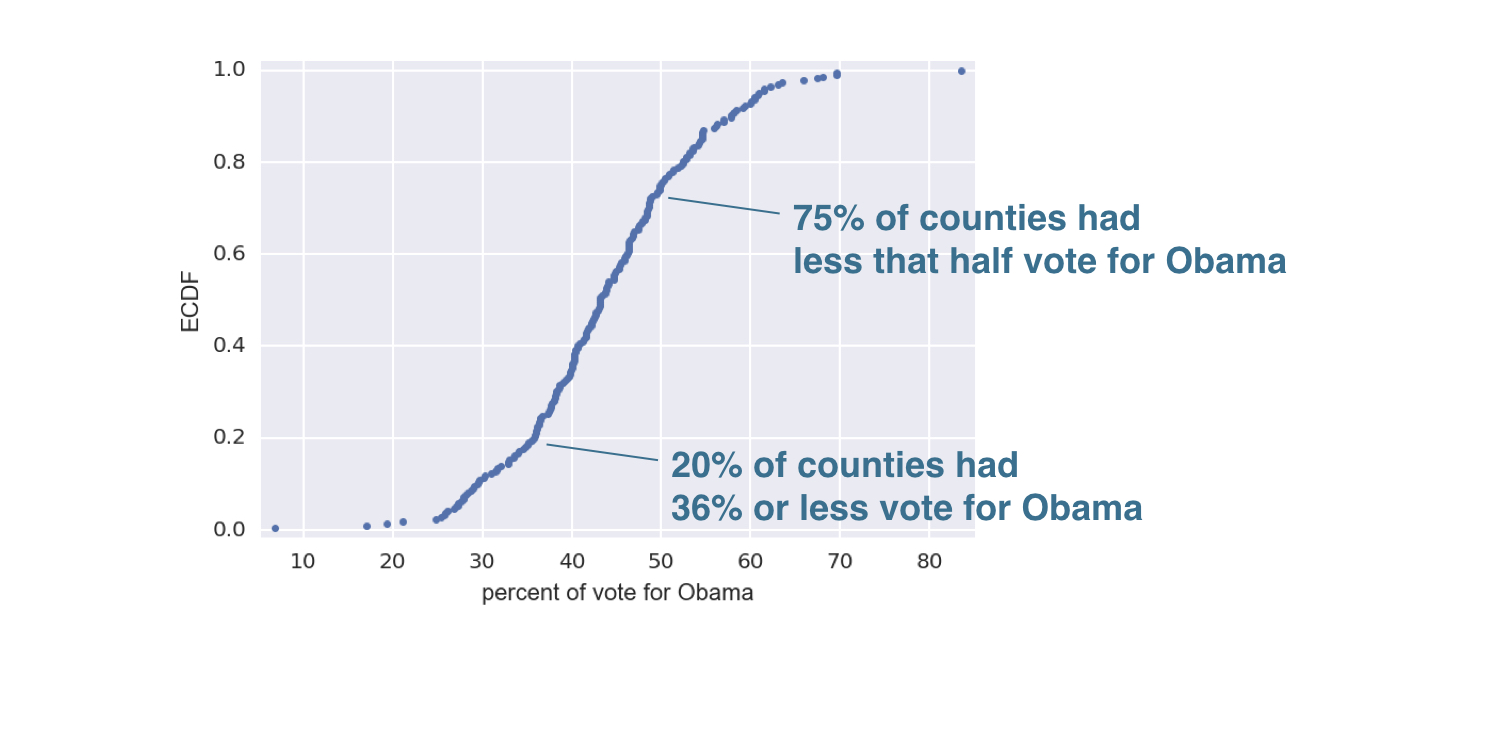 1.0
0.8
0.6
0.4
0.2
0.0
ECDF
10 20 30 40 50 60 70 80
percent of vote for Obama
75% of counties had
less that half vote for Obama
20% of counties had
36% or less vote for Obama